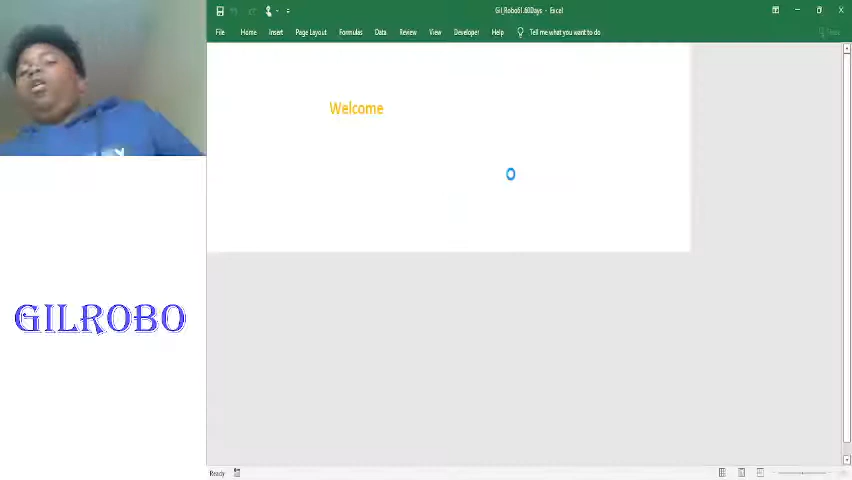 Gil_Robo51.60Days - Excel
File Home Insert Page Layout Formulas Data Review View Developer Help Tell me what you want to do
Welcome
GILROBO
Ready